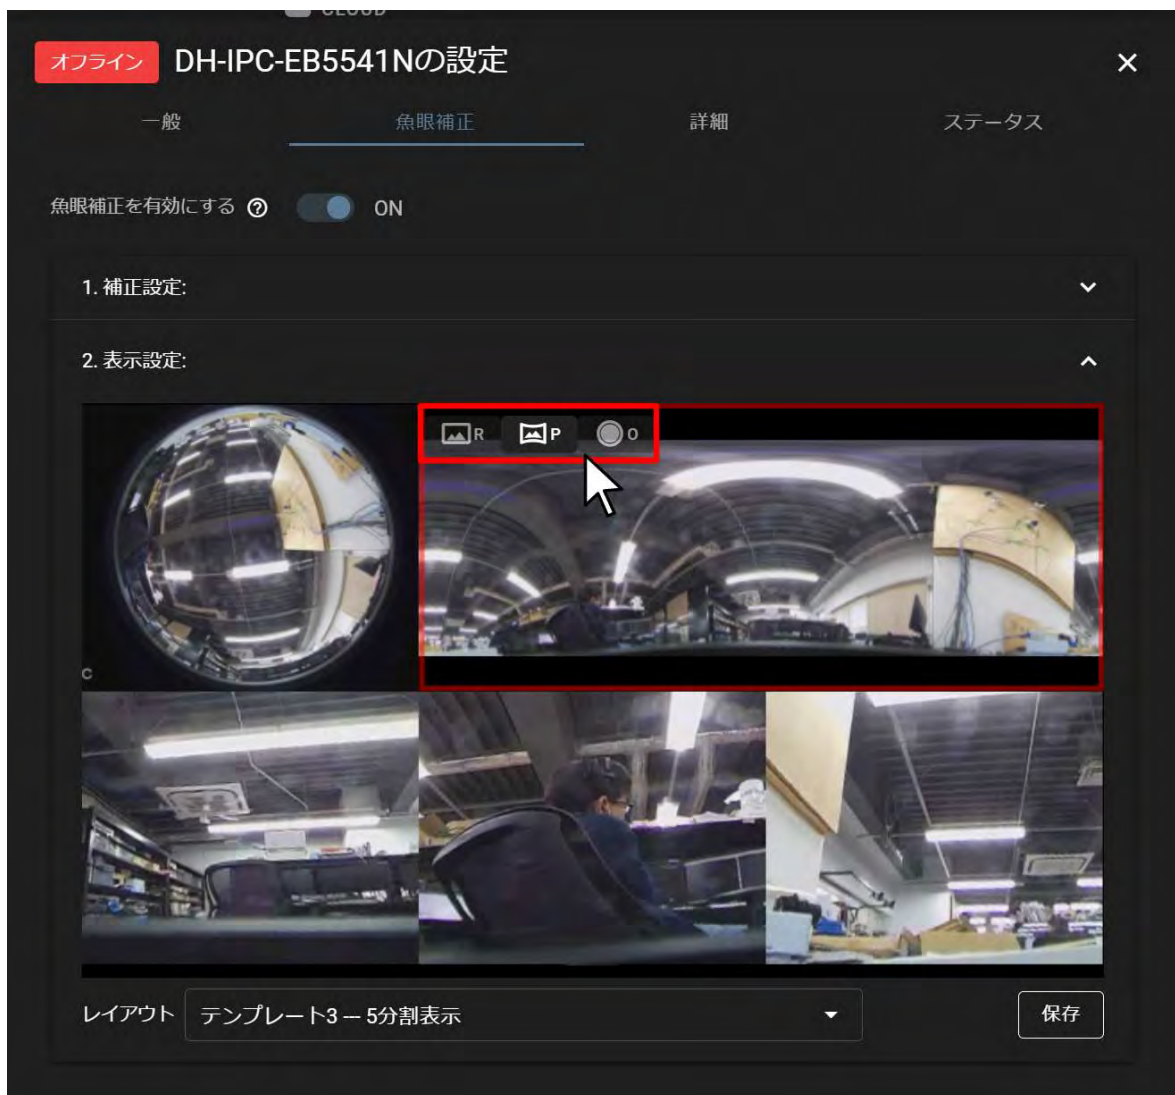 CLOUD
オフライン DH-IPC-EB5541Nの設定
一般 魚眼補正 詳細 ステータス
魚眼補正を有効にする ? ON
1. 補正設定:
2. 表示設定:
R P O
C
レイアウト テンプレート3 --- 5分割表示 保存